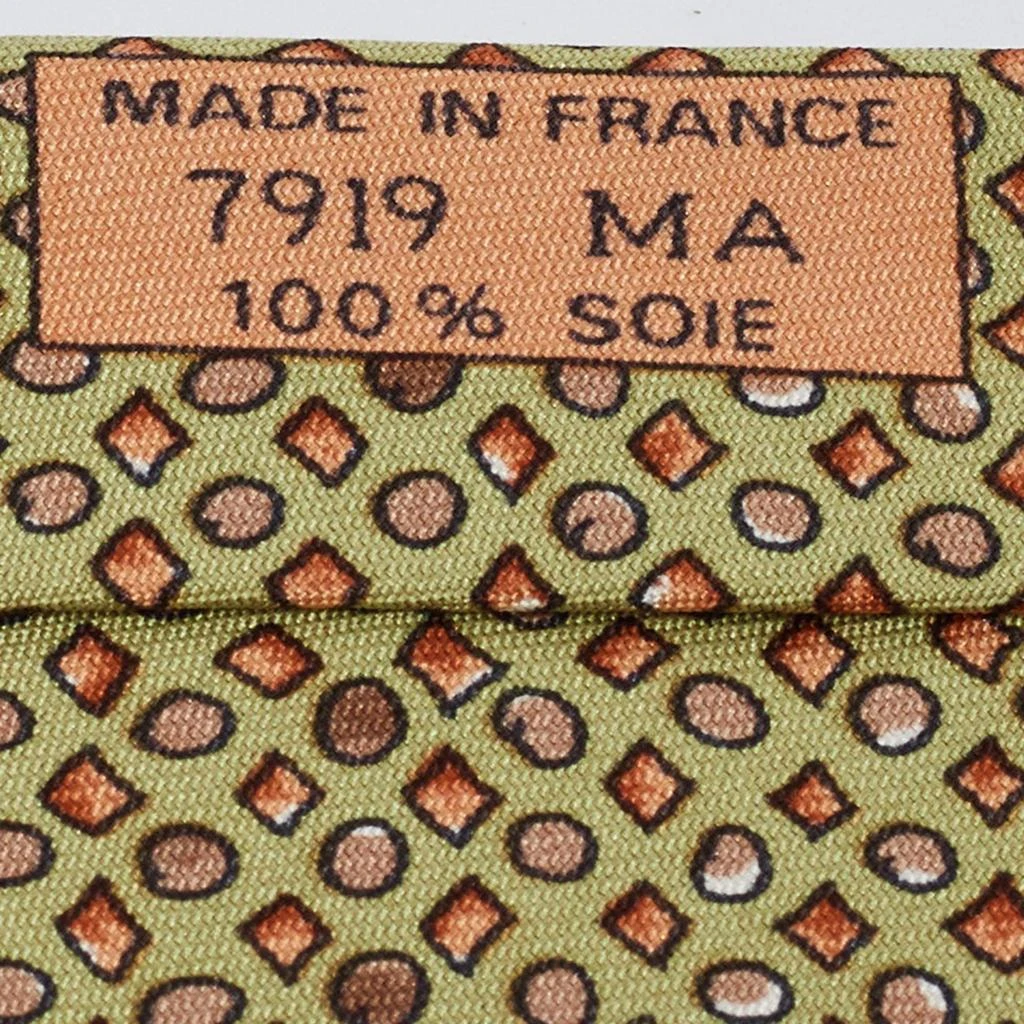 MADE IN FRANCE
7919 MA
100% SOIE